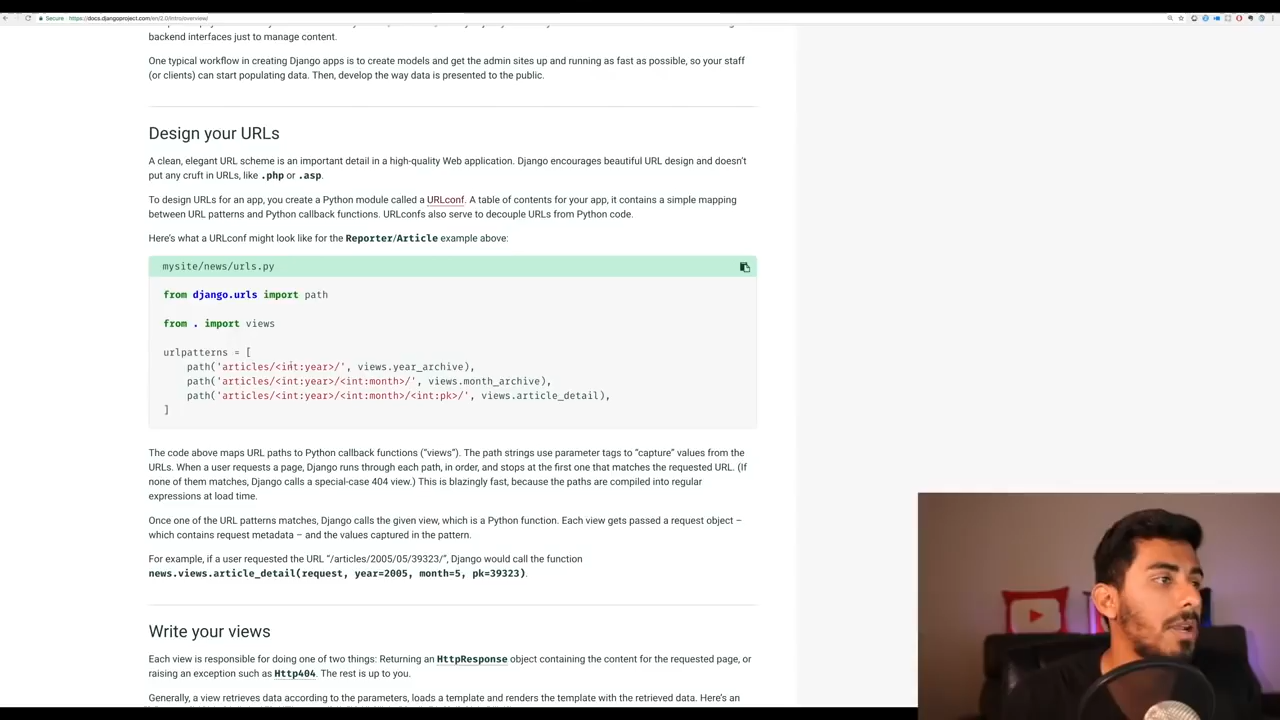 Secure
https://docs.djangoproject.com/en/2.0/intro/overview/
backend interfaces just to manage content.
One typical workflow in creating Django apps is to create models and get the admin sites up and running as fast as possible, so your staff
(or clients) can start populating data. Then, develop the way data is presented to the public.
Design your URLs
A clean, elegant URL scheme is an important detail in a high-quality Web application. Django encourages beautiful URL design and doesn't
put any cruft in URLs, like .php or .asp.
To design URLs for an app, you create a Python module called a URLconf. A table of contents for your app, it contains a simple mapping
between URL patterns and Python callback functions. URLconfs also serve to decouple URLs from Python code.
Here's what a URLconf might look like for the Reporter/Article example above:
mysite/news/urls.py
from django.urls import path
from . import views
urlpatterns = [
path('articles/<int:year>/', views.year_archive),
path('articles/<int:year>/<int:month>/', views.month_archive),
path('articles/<int:year>/<int:month>/<int:pk>/', views.article_detail),
]
The code above maps URL paths to Python callback functions ("views"). The path strings use parameter tags to "capture" values from the
URLs. When a user requests a page, Django runs through each path, in order, and stops at the first one that matches the requested URL. (If
none of them matches, Django calls a special-case 404 view.) This is blazingly fast, because the paths are compiled into regular
expressions at load time.
Once one of the URL patterns matches, Django calls the given view, which is a Python function. Each view gets passed a request object –
which contains request metadata – and the values captured in the pattern.
For example, if a user requested the URL "/articles/2005/05/39323/", Django would call the function
news.views.article_detail(request, year=2005, month=5, pk=39323).
Write your views
Each view is responsible for doing one of two things: Returning an HttpResponse object containing the content for the requested page, or
raising an exception such as Http404. The rest is up to you.
Generally, a view retrieves data according to the parameters, loads a template and renders the template with the retrieved data. Here's an